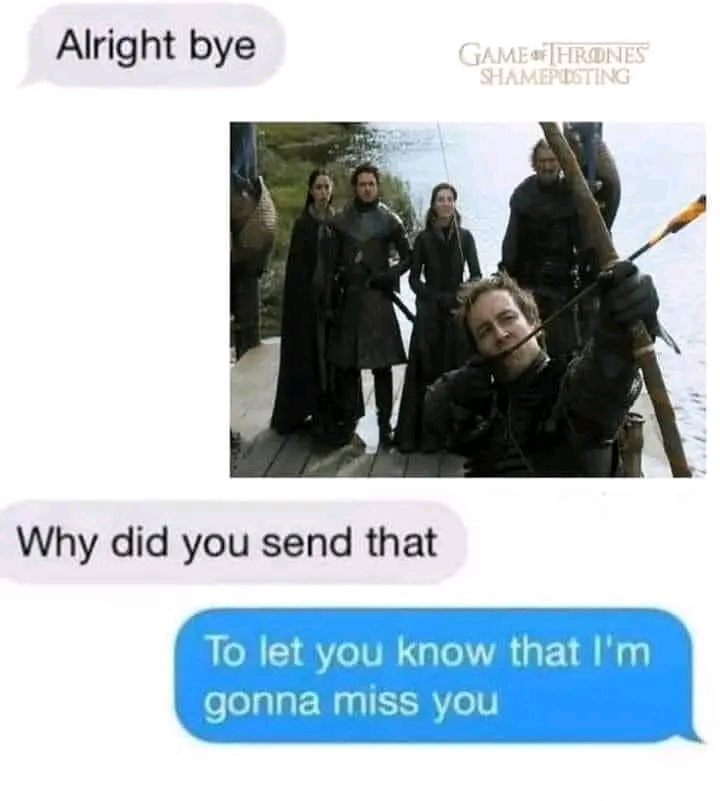 Alright bye
GAME OF THRONES
SHAMEPOSTING
Why did you send that
To let you know that I'm
gonna miss you